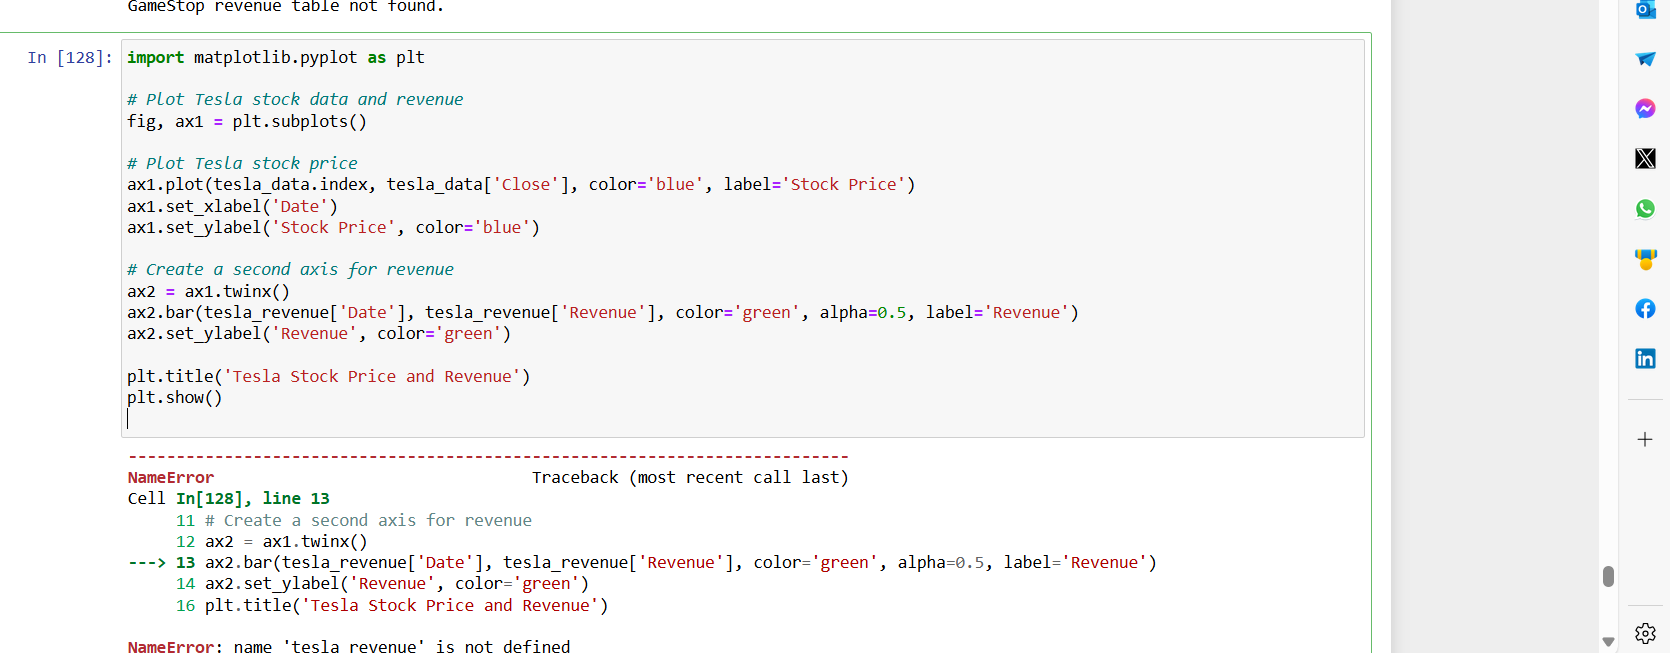 GameStop revenue table not found.
In [128]:
import matplotlib.pyplot as plt
# Plot Tesla stock data and revenue
fig, ax1 = plt.subplots()
# Plot Tesla stock price
ax1.plot(tesla_data.index, tesla_data['Close'], color='blue', label='Stock Price')
ax1.set_xlabel('Date')
ax1.set_ylabel('Stock Price', color='blue')
# Create a second axis for revenue
ax2 = ax1.twinx()
ax2.bar(tesla_revenue['Date'], tesla_revenue['Revenue'], color='green', alpha=0.5, label='Revenue')
ax2.set_ylabel('Revenue', color='green')
plt.title('Tesla Stock Price and Revenue')
plt.show()
---------------------------------------------------------------------------
NameError                                 Traceback (most recent call last)
Cell In[128], line 13
     11 # Create a second axis for revenue
     12 ax2 = ax1.twinx()
---> 13 ax2.bar(tesla_revenue['Date'], tesla_revenue['Revenue'], color='green', alpha=0.5, label='Revenue')
     14 ax2.set_ylabel('Revenue', color='green')
     16 plt.title('Tesla Stock Price and Revenue')
NameError: name 'tesla_revenue' is not defined